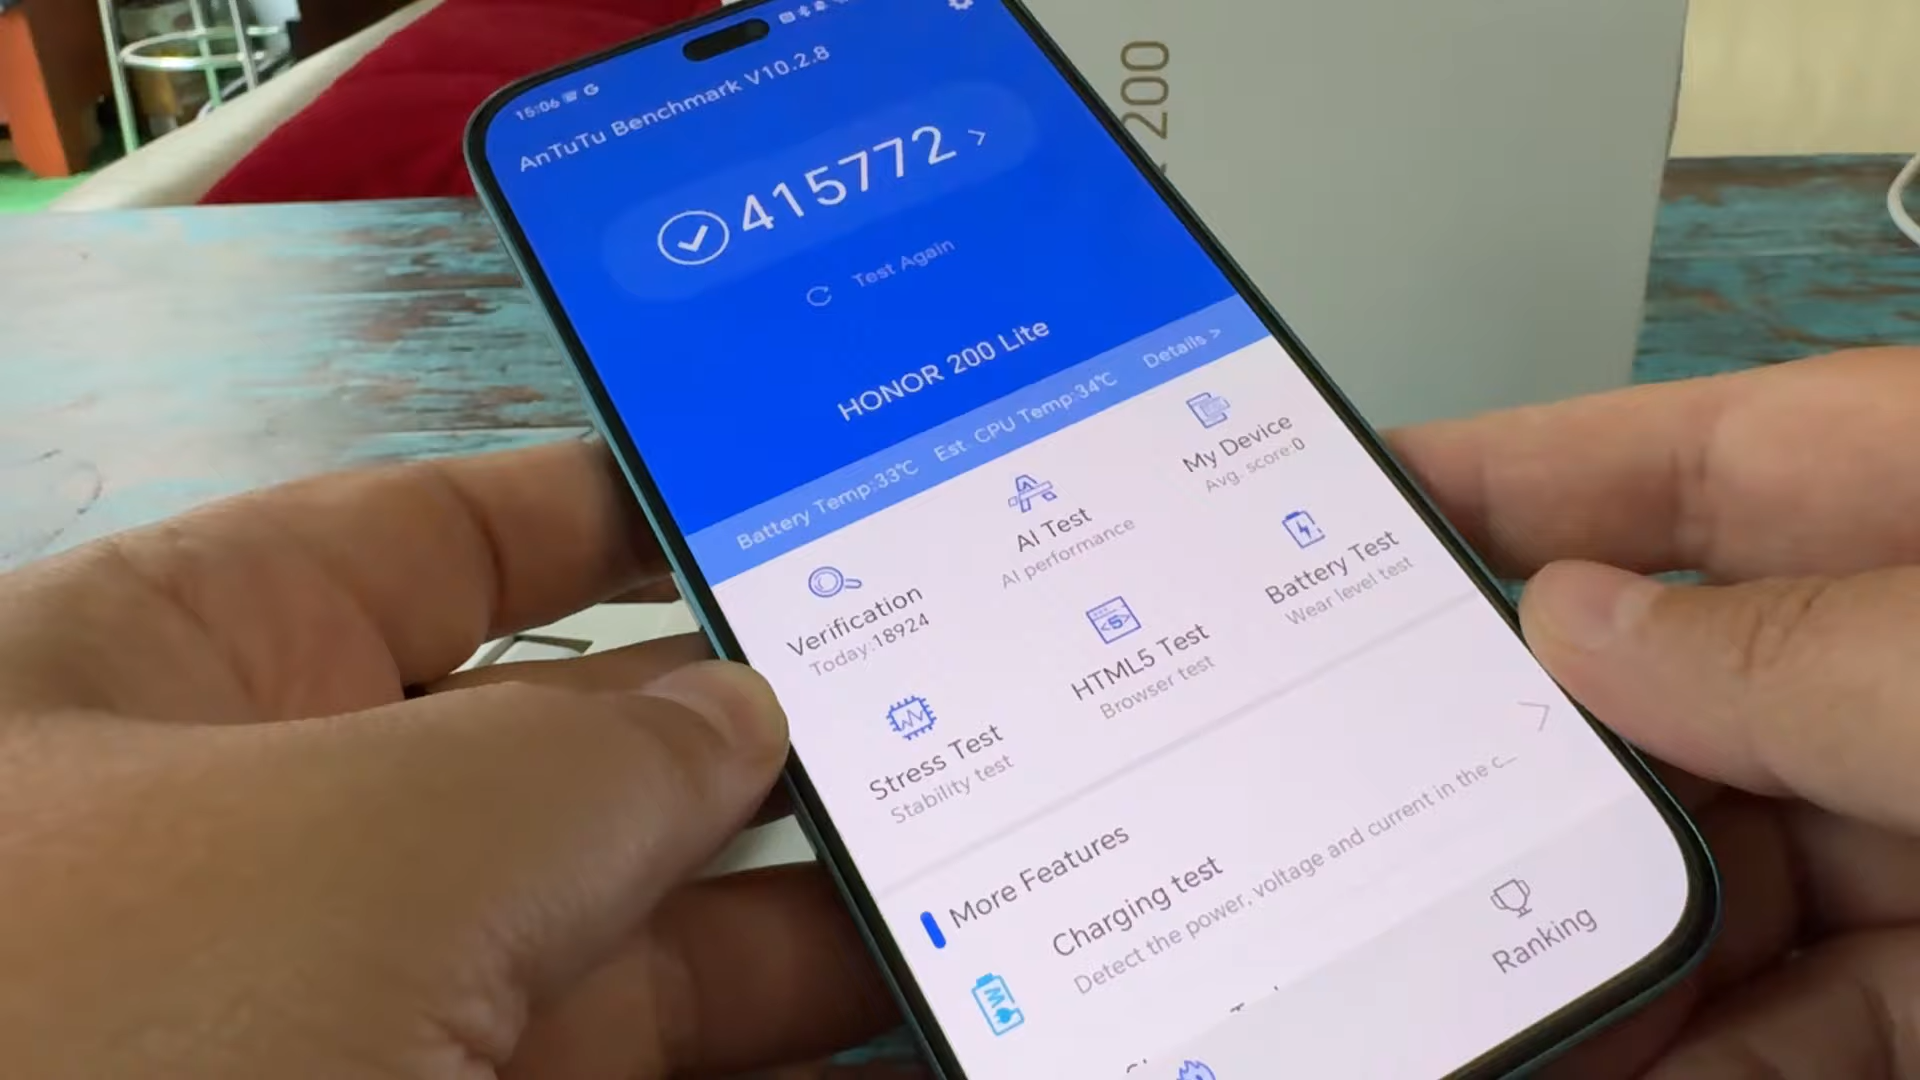 15:06
AnTuTu Benchmark V10.2.8
415772 >
Test Again
HONOR 200 Lite
Battery Temp:33℃ Est. CPU Temp:34℃ Details >
Verification
Today:18924
AI Test
AI performance
My Device
Avg. score:0
Stress Test
Stability test
HTML5 Test
Browser test
Battery Test
Wear level test
More Features
Charging test
Detect the power, voltage and current in the c...
Ranking
200